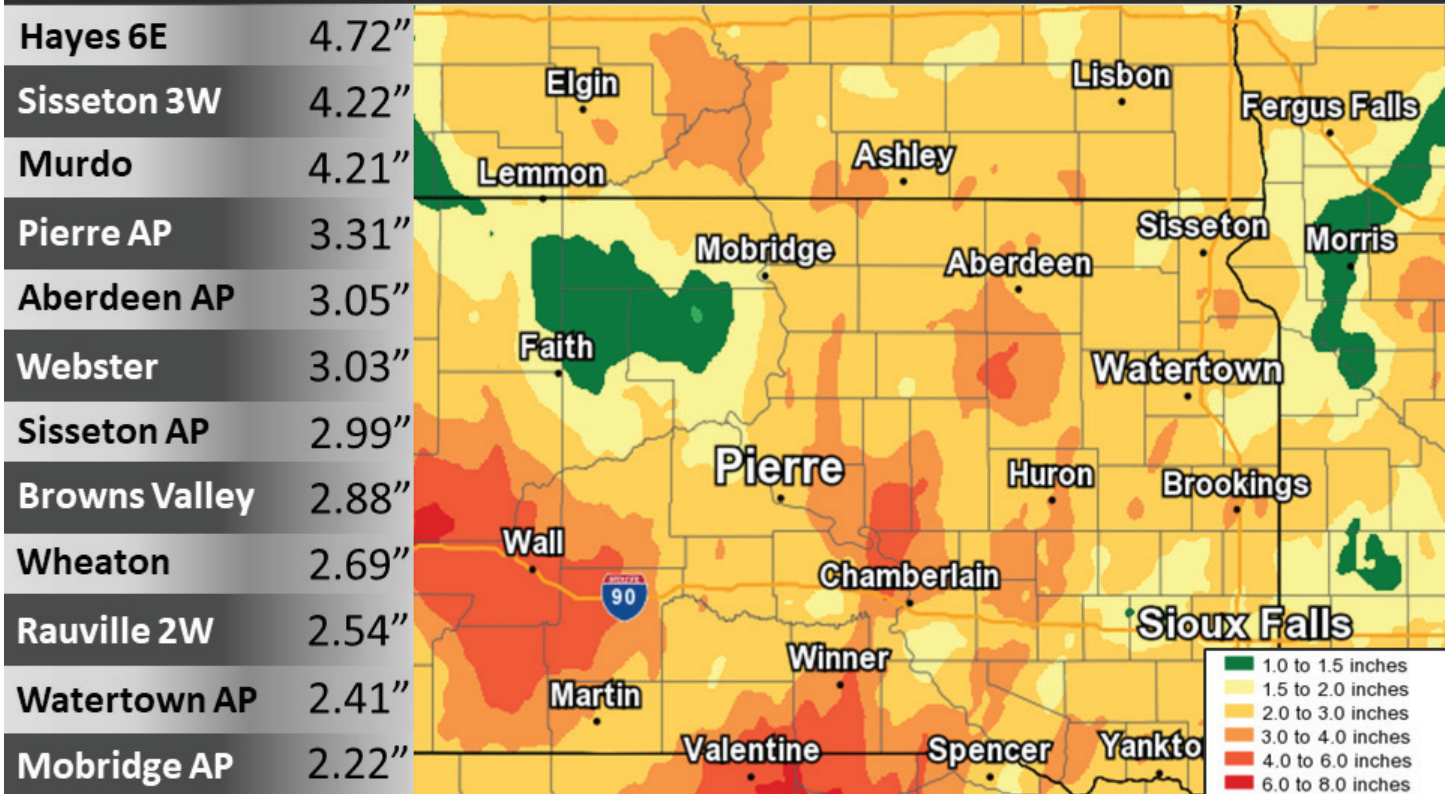 Hayes 6E 4.72”
Sisseton 3W 4.22”
Murdo 4.21”
Pierre AP 3.31”
Aberdeen AP 3.05”
Webster 3.03”
Sisseton AP 2.99”
Browns Valley 2.88”
Wheaton 2.69”
Rauville 2W 2.54”
Watertown AP 2.41”
Mobridge AP 2.22”
Elgin
Lisbon
Fergus Falls
Ashley
Lemmon
Sisseton
Morris
Mobridge
Aberdeen
Faith
Watertown
Pierre
Huron
Brookings
Wall
90
Chamberlain
Sioux Falls
Winner
Martin
Valentine
Spencer
Yankto
1.0 to 1.5 inches
1.5 to 2.0 inches
2.0 to 3.0 inches
3.0 to 4.0 inches
4.0 to 6.0 inches
6.0 to 8.0 inches